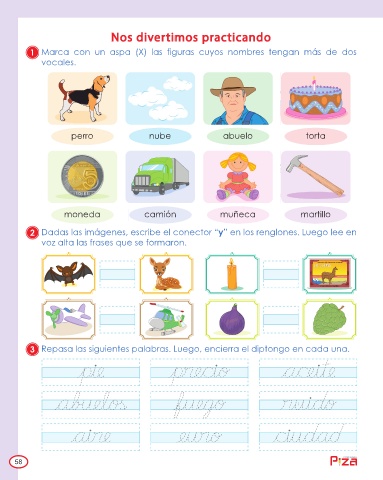 Nos divertimos practicando
1 Marca con un aspa (X) las figuras cuyos nombres tengan más de dos
vocales.
perro nube abuelo torta
moneda camión muñeca martillo
2 Dadas las imágenes, escribe el conector “y” en los renglones. Luego lee en
voz alta las frases que se formaron.
3 Repasa las siguientes palabras. Luego, encierra el diptongo en cada una.
pie precio aceite
abuelos fuego ruido
aire euro ciudad
58